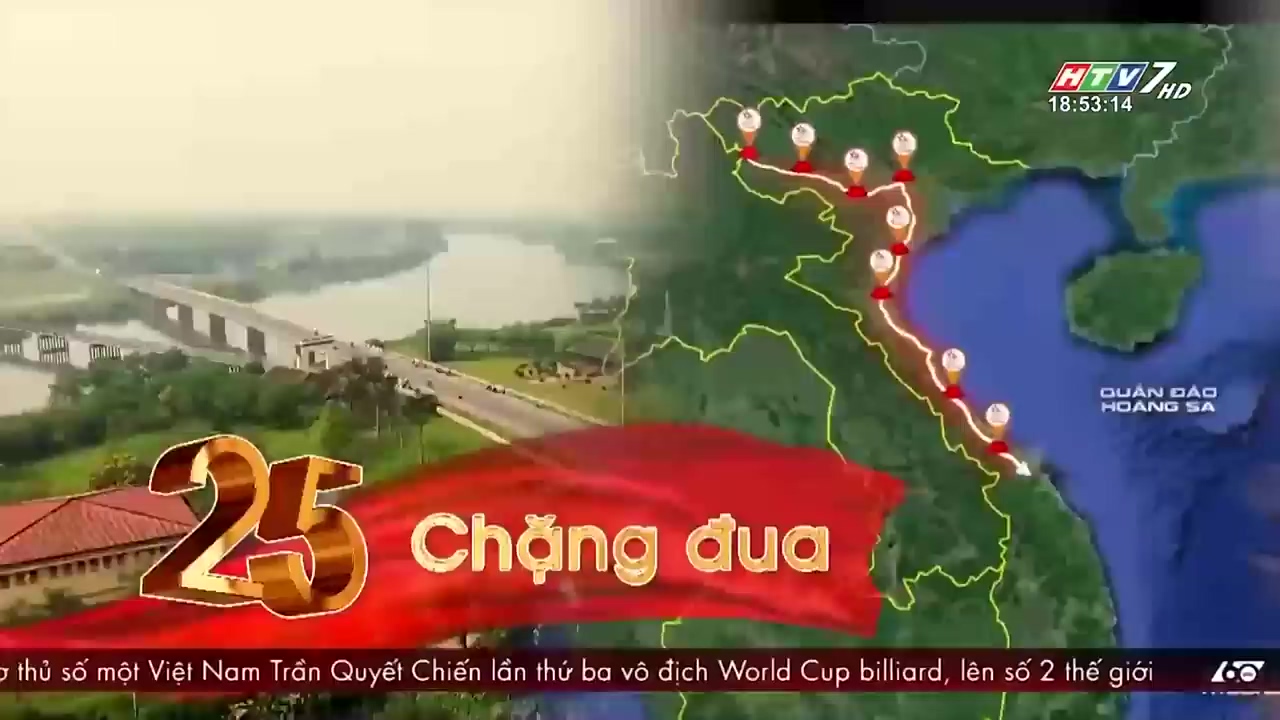 HTV7 HD
18:53:14
QUẦN ĐẢO
HOÀNG SA
25 Chặng đua
thủ số một Việt Nam Trần Quyết Chiến lần thứ ba vô địch World Cup billiard, lên số 2 thế giới